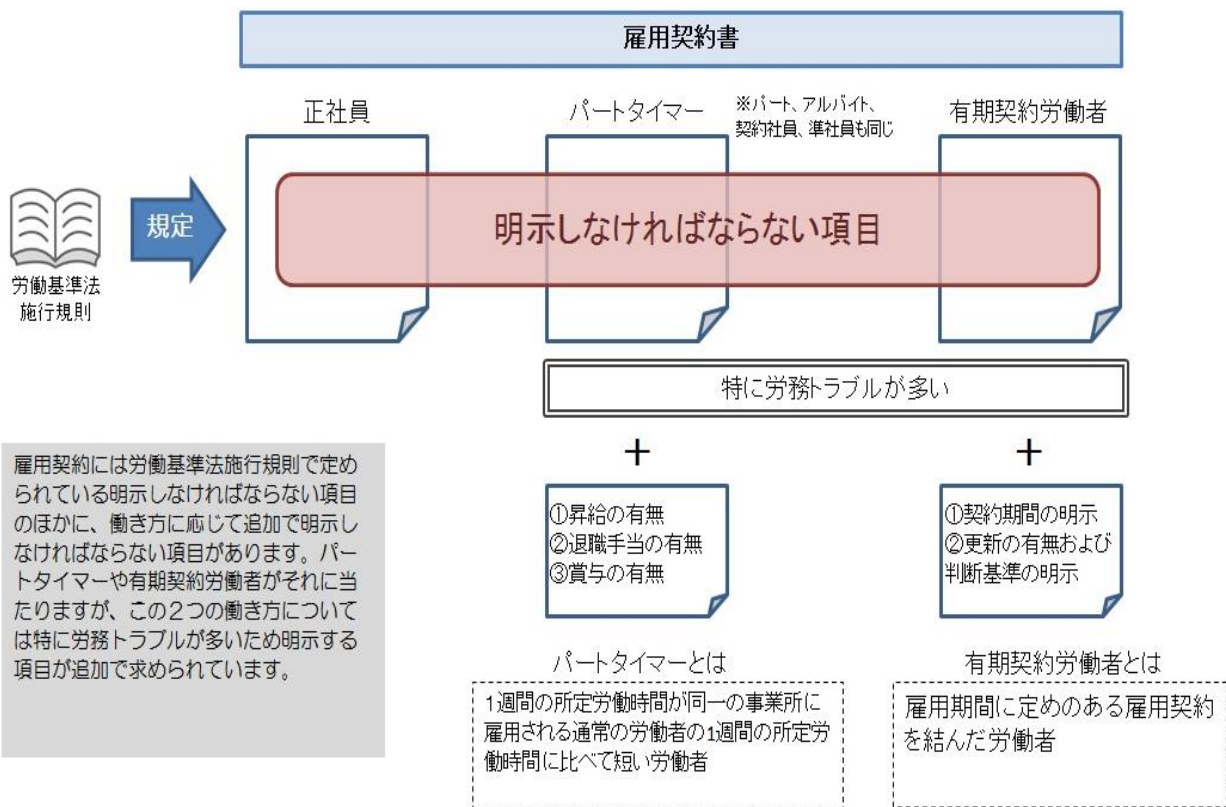 雇用契約書
正社員
パートタイマー
※パート、アルバイト、
契約社員、準社員も同じ
有期契約労働者
労働基準法
施行規則
規定
明示しなければならない項目
特に労務トラブルが多い
雇用契約には労働基準法施行規則で定め
られている明示しなければならない項目
のほかに、働き方に応じて追加で明示し
なければならない項目があります。パー
トタイマーや有期契約労働者がそれに当
たりますが、この2つの働き方について
は特に労務トラブルが多いため明示する
項目が追加で求められています。
+
①昇給の有無
②退職手当の有無
③賞与の有無
+
①契約期間の明示
②更新の有無および
判断基準の明示
パートタイマーとは
1週間の所定労働時間が同一の事業所に
雇用される通常の労働者の1週間の所定労
働時間に比べて短い労働者
有期契約労働者とは
雇用期間に定めのある雇用契約
を結んだ労働者